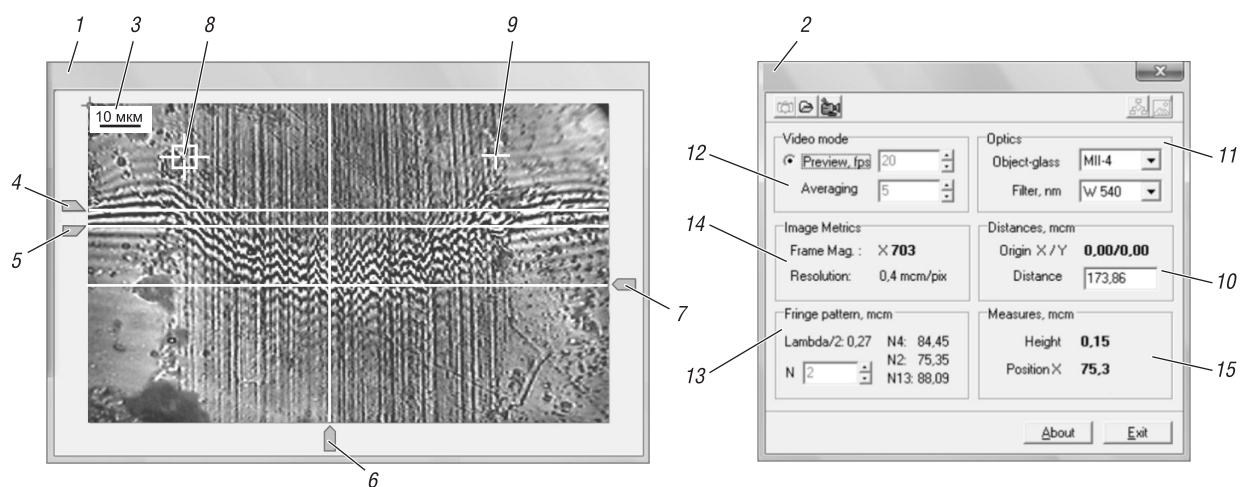 1 3 8 9 2
10 мкм
4
5
6
7
Video mode
Preview, fps 20
Averaging 5
Optics
Object-glass МІІ-4
Filter, nm W 540
12
11
Image Metrics
Frame Mag. : X 703
Resolution: 0,4 mcm/pix
Distances, mcm
Origin X/Y 0,00/0,00
Distance 173,86
14
10
Fringe pattern, mcm
Lambda/2: 0,27 N4: 84,45
N2: 75,35
N 2 N13: 88,09
Measures, mcm
Height 0,15
Position X 75,3
13
15
About Exit